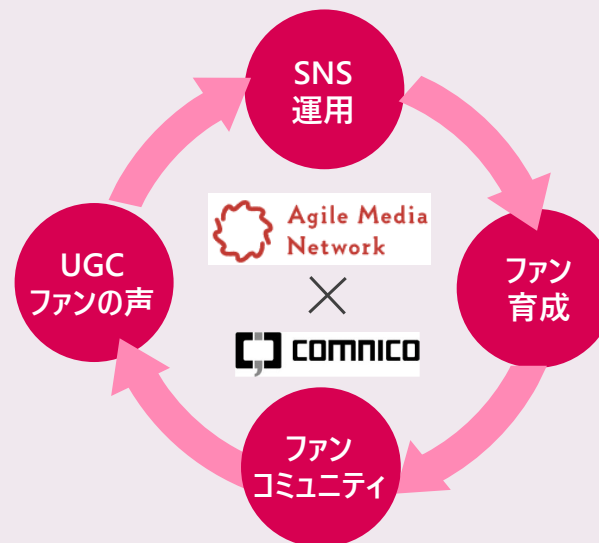 SNS
運用
Agile Media
Network
×
comnico
UGC
ファンの声
ファン
育成
ファン
コミュニティ